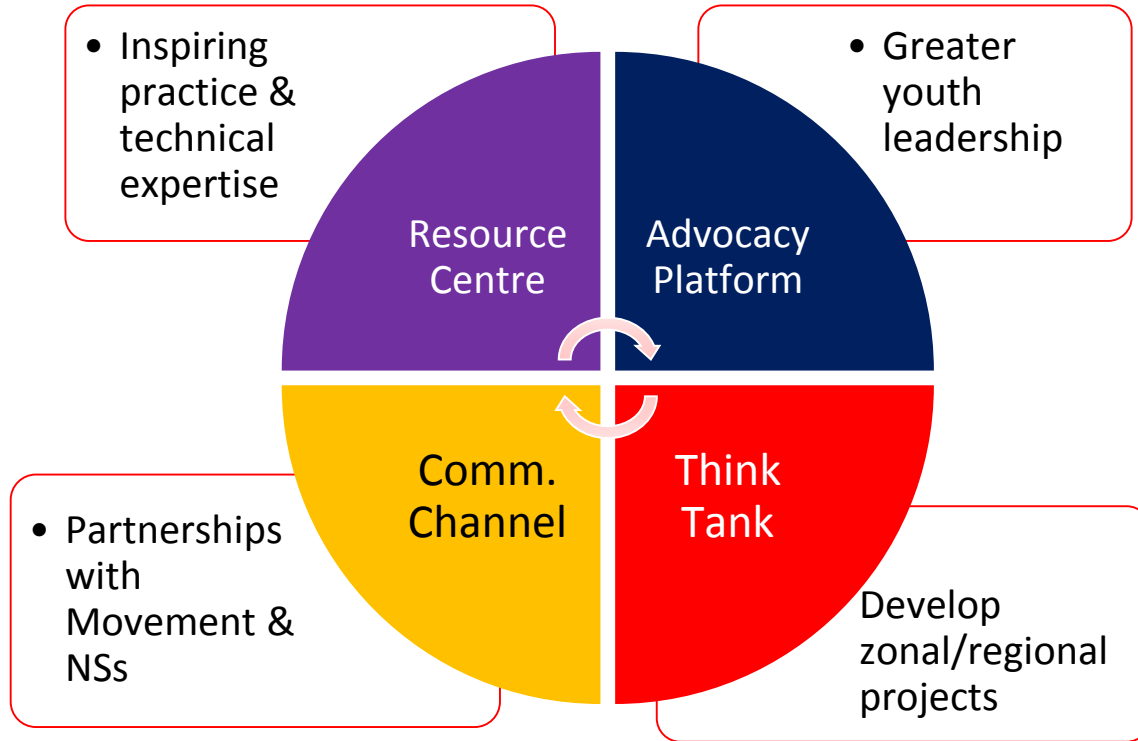 • Inspiring
practice &
technical
expertise
• Greater
youth
leadership
Resource
Centre
Advocacy
Platform
Comm.
Channel
Think
Tank
• Partnerships
with
Movement &
NSs
Develop
zonal/regional
projects